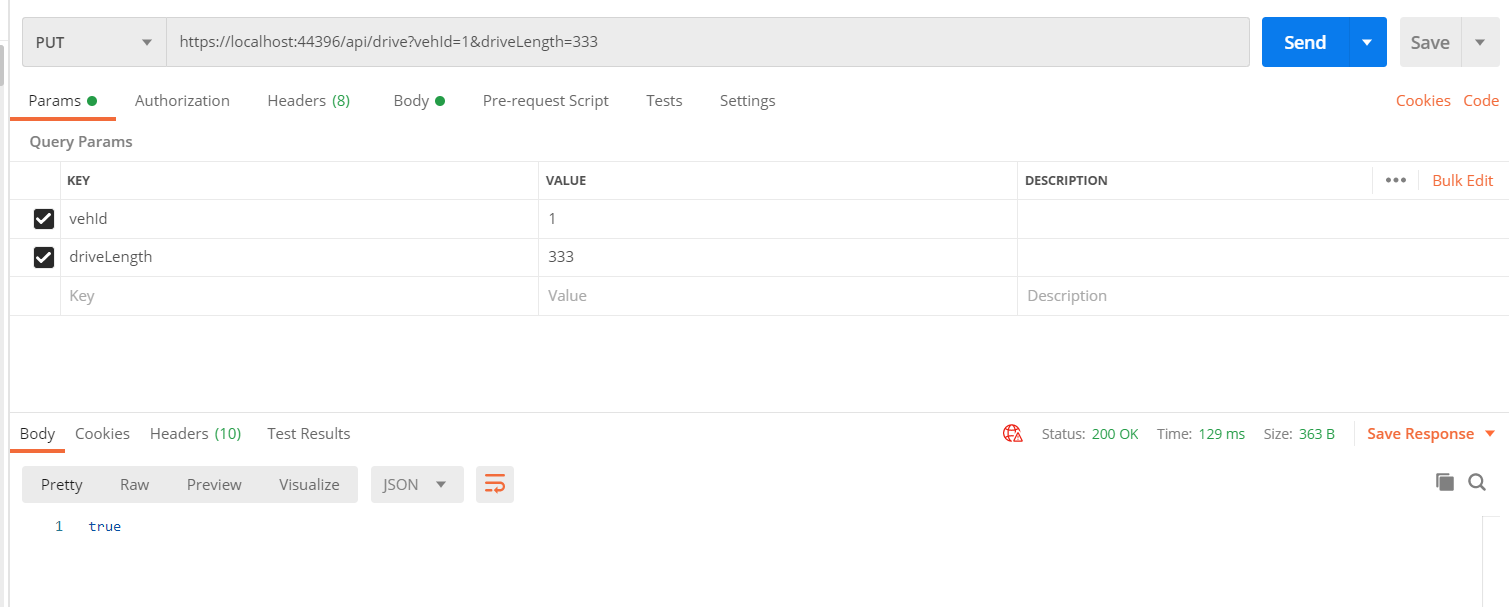 PUT https://localhost:44396/api/drive?vehId=1&driveLength=333 Send Save
Params Authorization Headers (8) Body Pre-request Script Tests Settings Cookies Code
Query Params
KEY VALUE DESCRIPTION ••• Bulk Edit
vehId 1
driveLength 333
Key Value Description
Body Cookies Headers (10) Test Results Status: 200 OK Time: 129 ms Size: 363 B Save Response
Pretty Raw Preview Visualize JSON
1 true